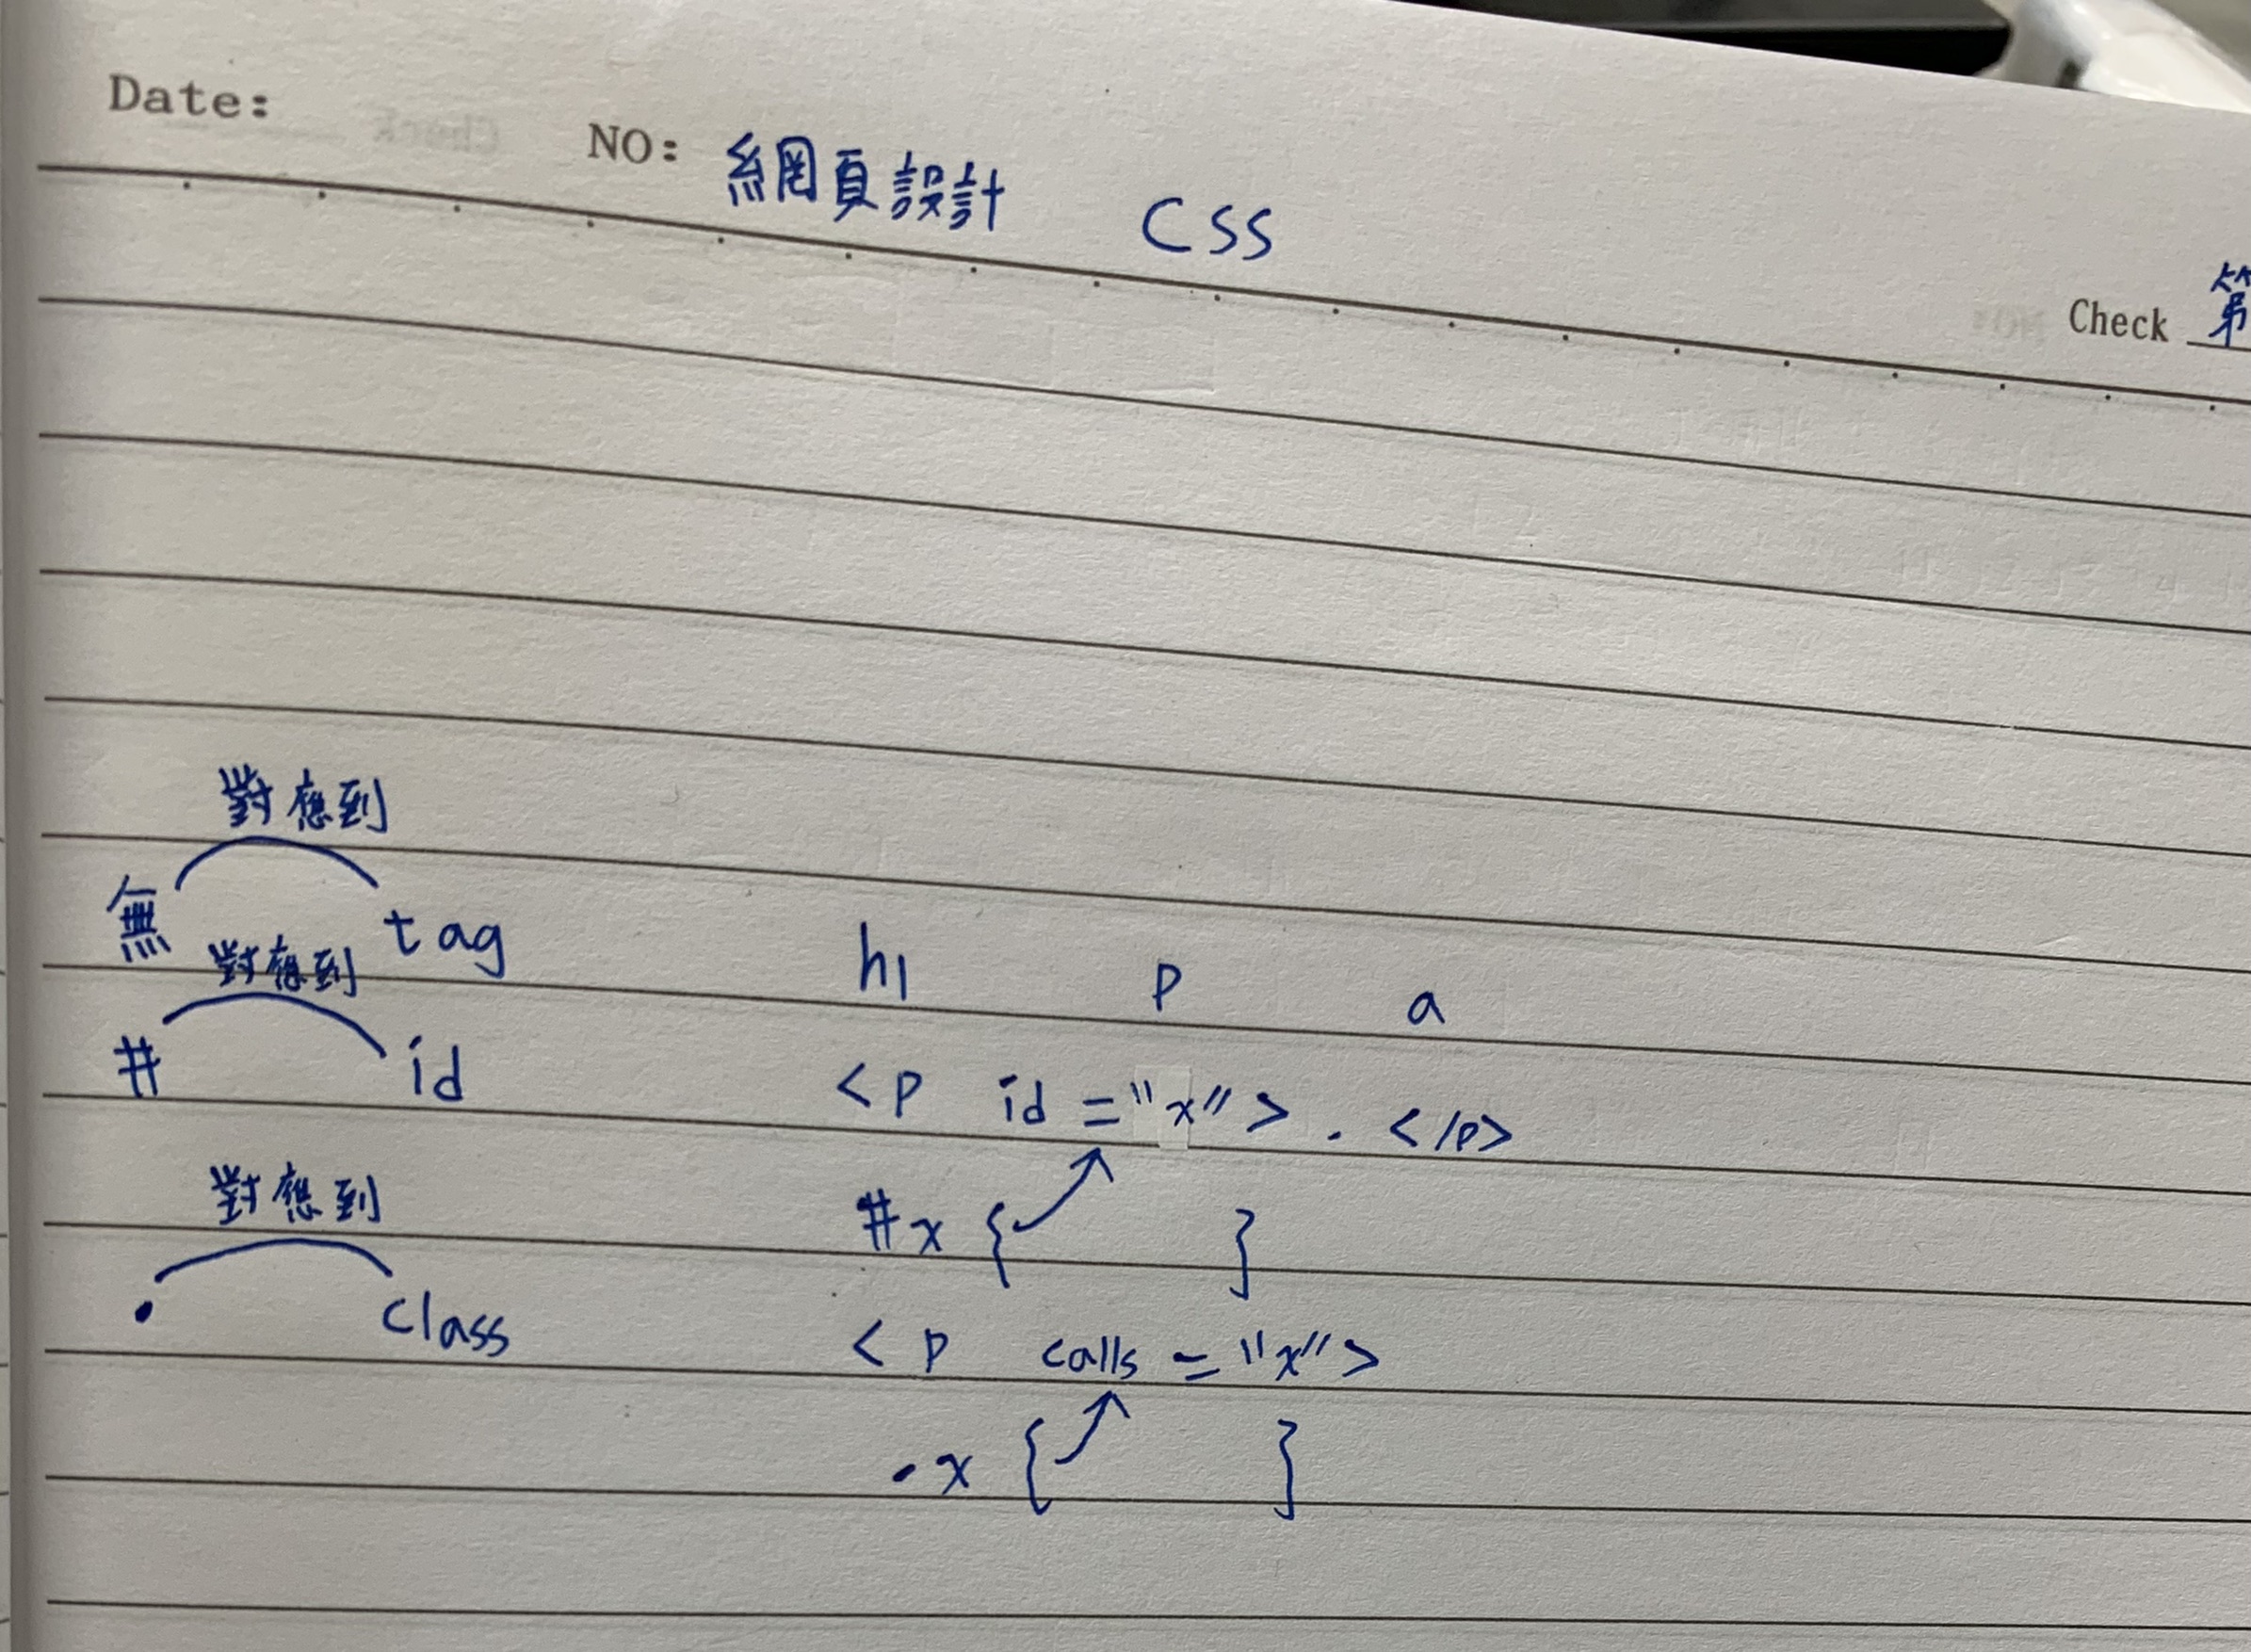 Date:
NO: 網頁設計 CSS
Check 第
對應到
無 tag h1 p a
對應到
# id <p id="x"> . </p>
對應到
#x { }
. class <p calls="x">
.x { }